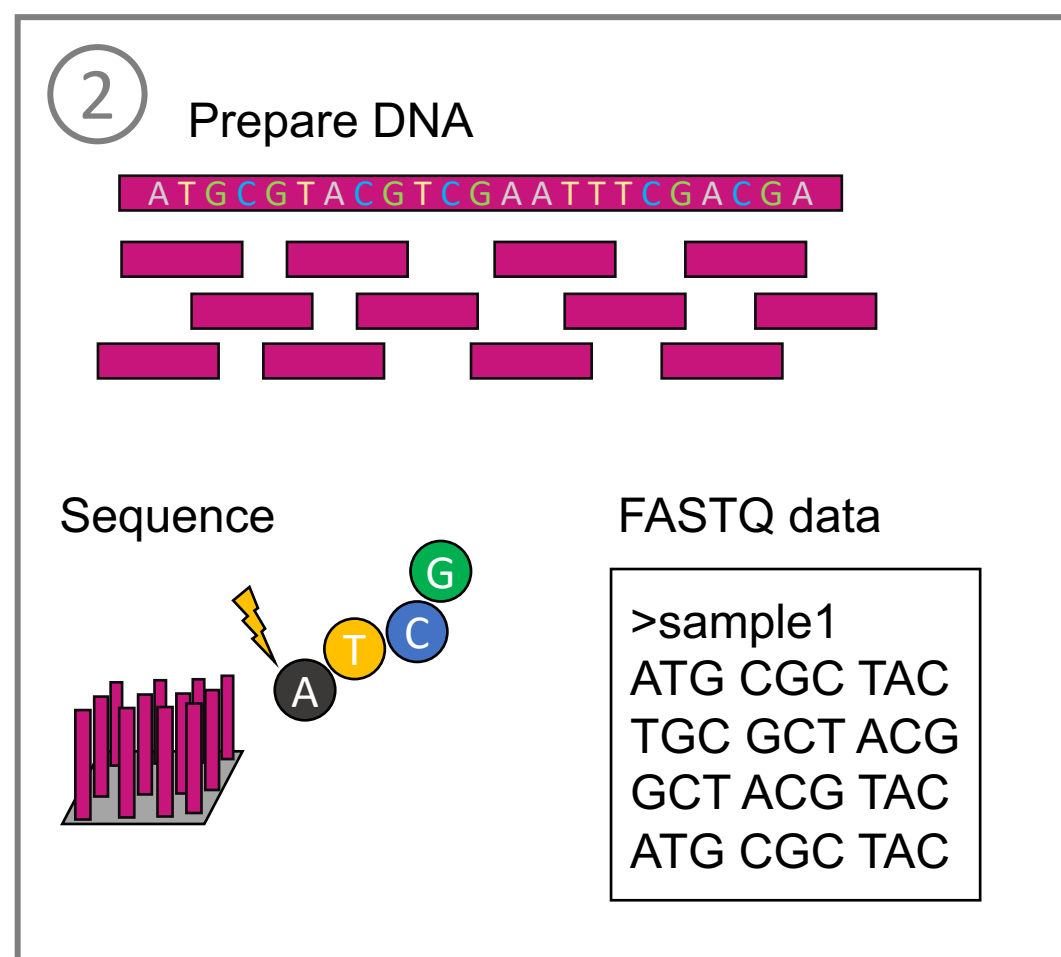 2
Prepare DNA
ATGCGTACGTCGAATTTCGACGA
Sequence
A T C G
FASTQ data
>sample1
ATG CGC TAC
TGC GCT ACG
GCT ACG TAC
ATG CGC TAC